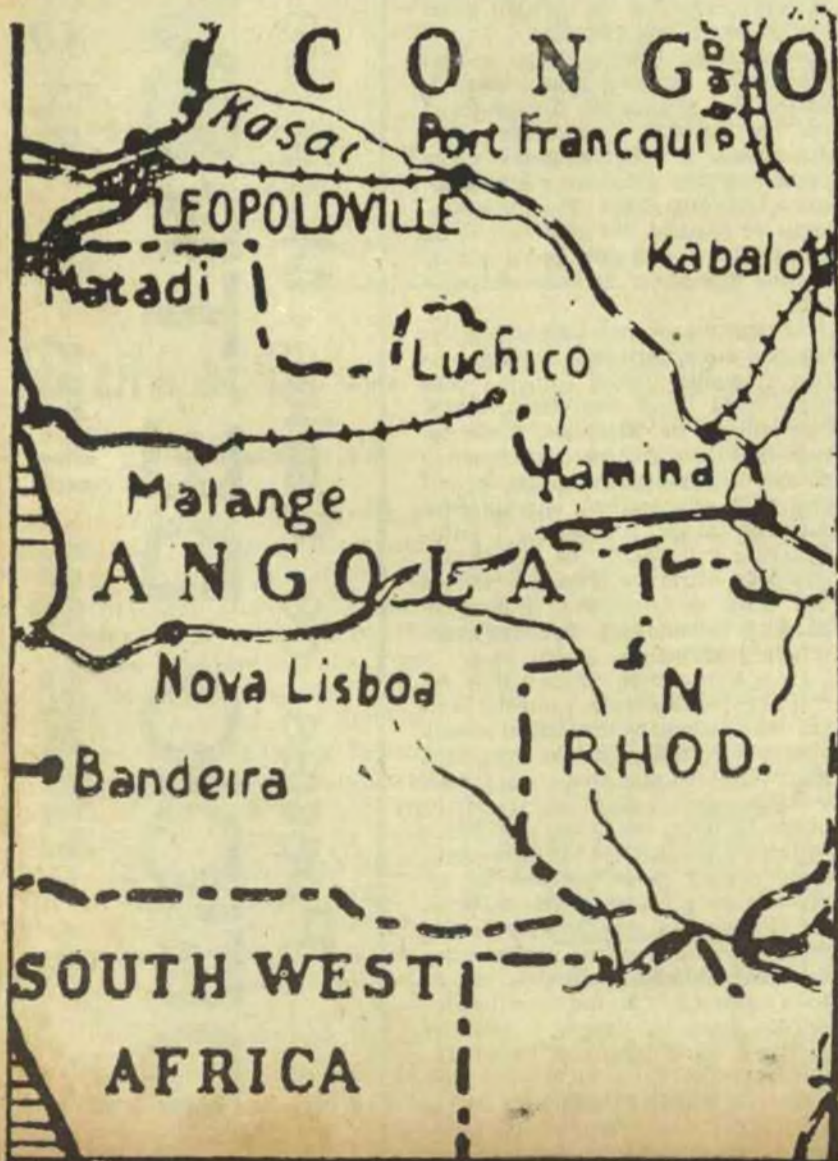 CONGO
Kasai
Port Francqui
LEOPOLDVILLE
Matadi
Kabalo
Luchico
Kamina
Malange
ANGOLA
Nova Lisboa
N
RHOD.
Bandeira
SOUTH WEST
AFRICA